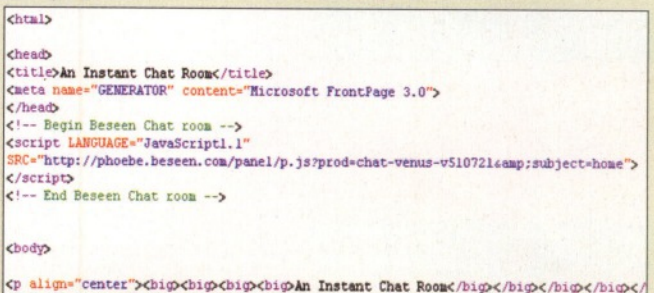 <html>
<head>
<title>An Instant Chat Room</title>
<meta name="GENERATOR" content="Microsoft FrontPage 3.0">
</head>
<!-- Begin Beseen Chat room -->
<script LANGUAGE="JavaScript1.1"
SRC="http://phoebe.beseen.com/panel/p.js?prod=chat-venus-v510721&amp;subject=home">
</script>
<!-- End Beseen Chat room -->
<body>
<p align="center"><big><big><big><big>An Instant Chat Room</big></big></big></big></